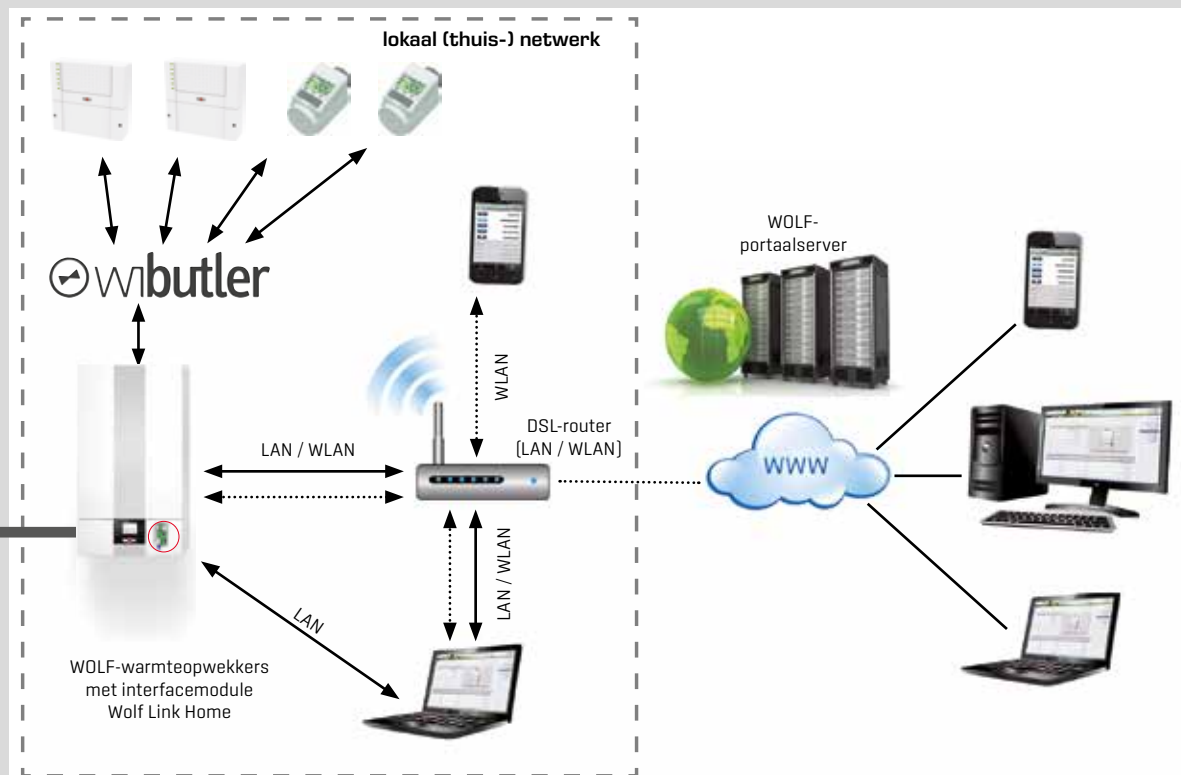 lokaal (thuis-) netwerk
wibutler
WOLF-
portaalserver
WLAN
DSL-router
(LAN / WLAN)
LAN / WLAN
WWW
LAN / WLAN
LAN
WOLF-warmteopwekkers
met interfacemodule
Wolf Link Home